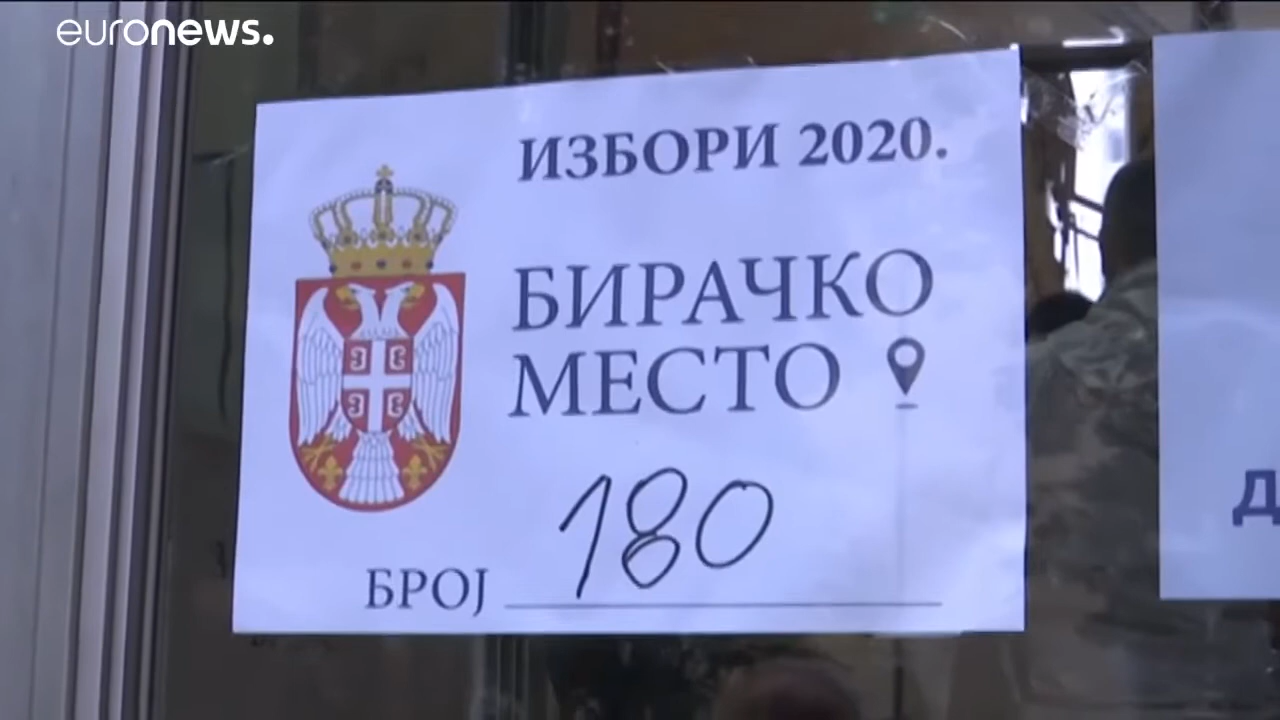 euronews.
ИЗБОРИ 2020.
БИРАЧКО
МЕСТО
180
БРОЈ
Д